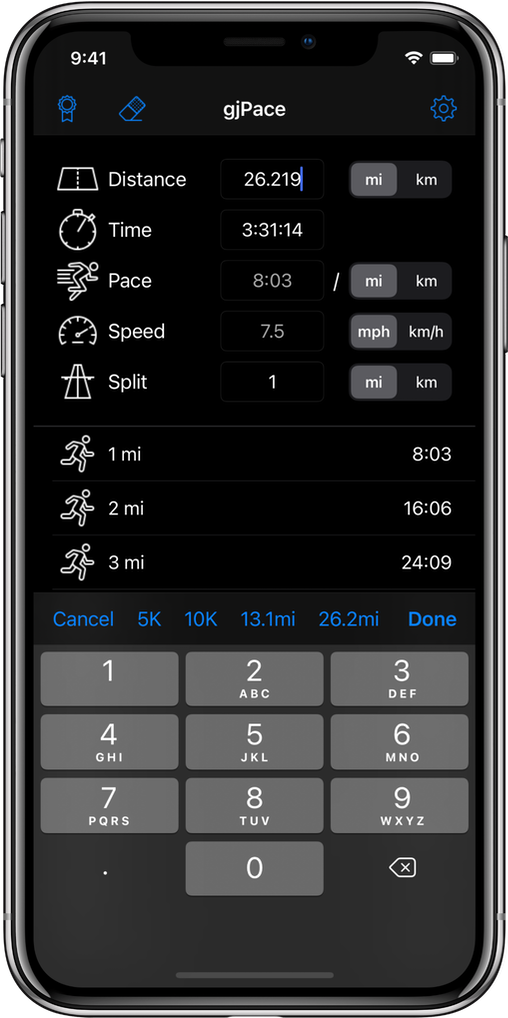 9:41
gjPace
Distance 26.219 mi km
Time 3:31:14
Pace 8:03 / mi km
Speed 7.5 mph km/h
Split 1 mi km
1 mi 8:03
2 mi 16:06
3 mi 24:09
Cancel 5K 10K 13.1mi 26.2mi Done
1 2 3
ABC DEF
4 5 6
GHI JKL MNO
7 8 9
PQRS TUV WXYZ
. 0